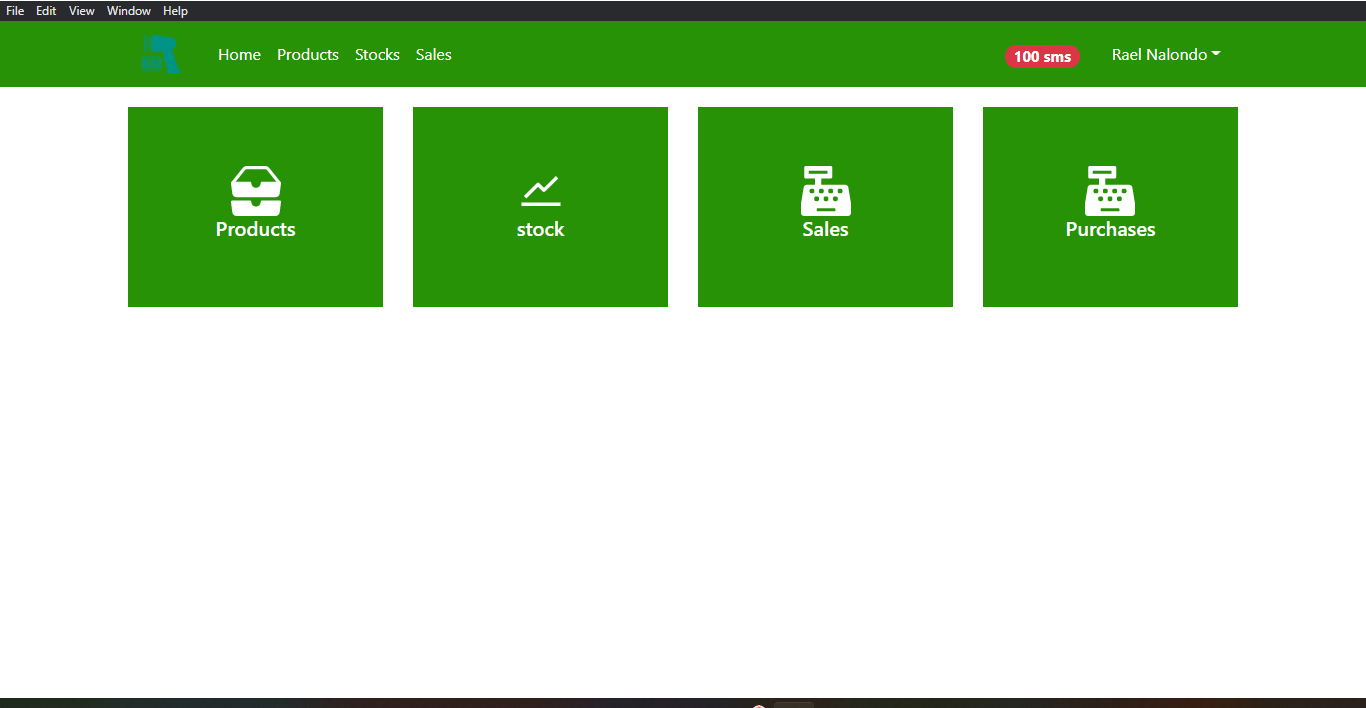 File Edit View Window Help
Home Products Stocks Sales 100 sms Rael Nalondo
Products stock Sales Purchases